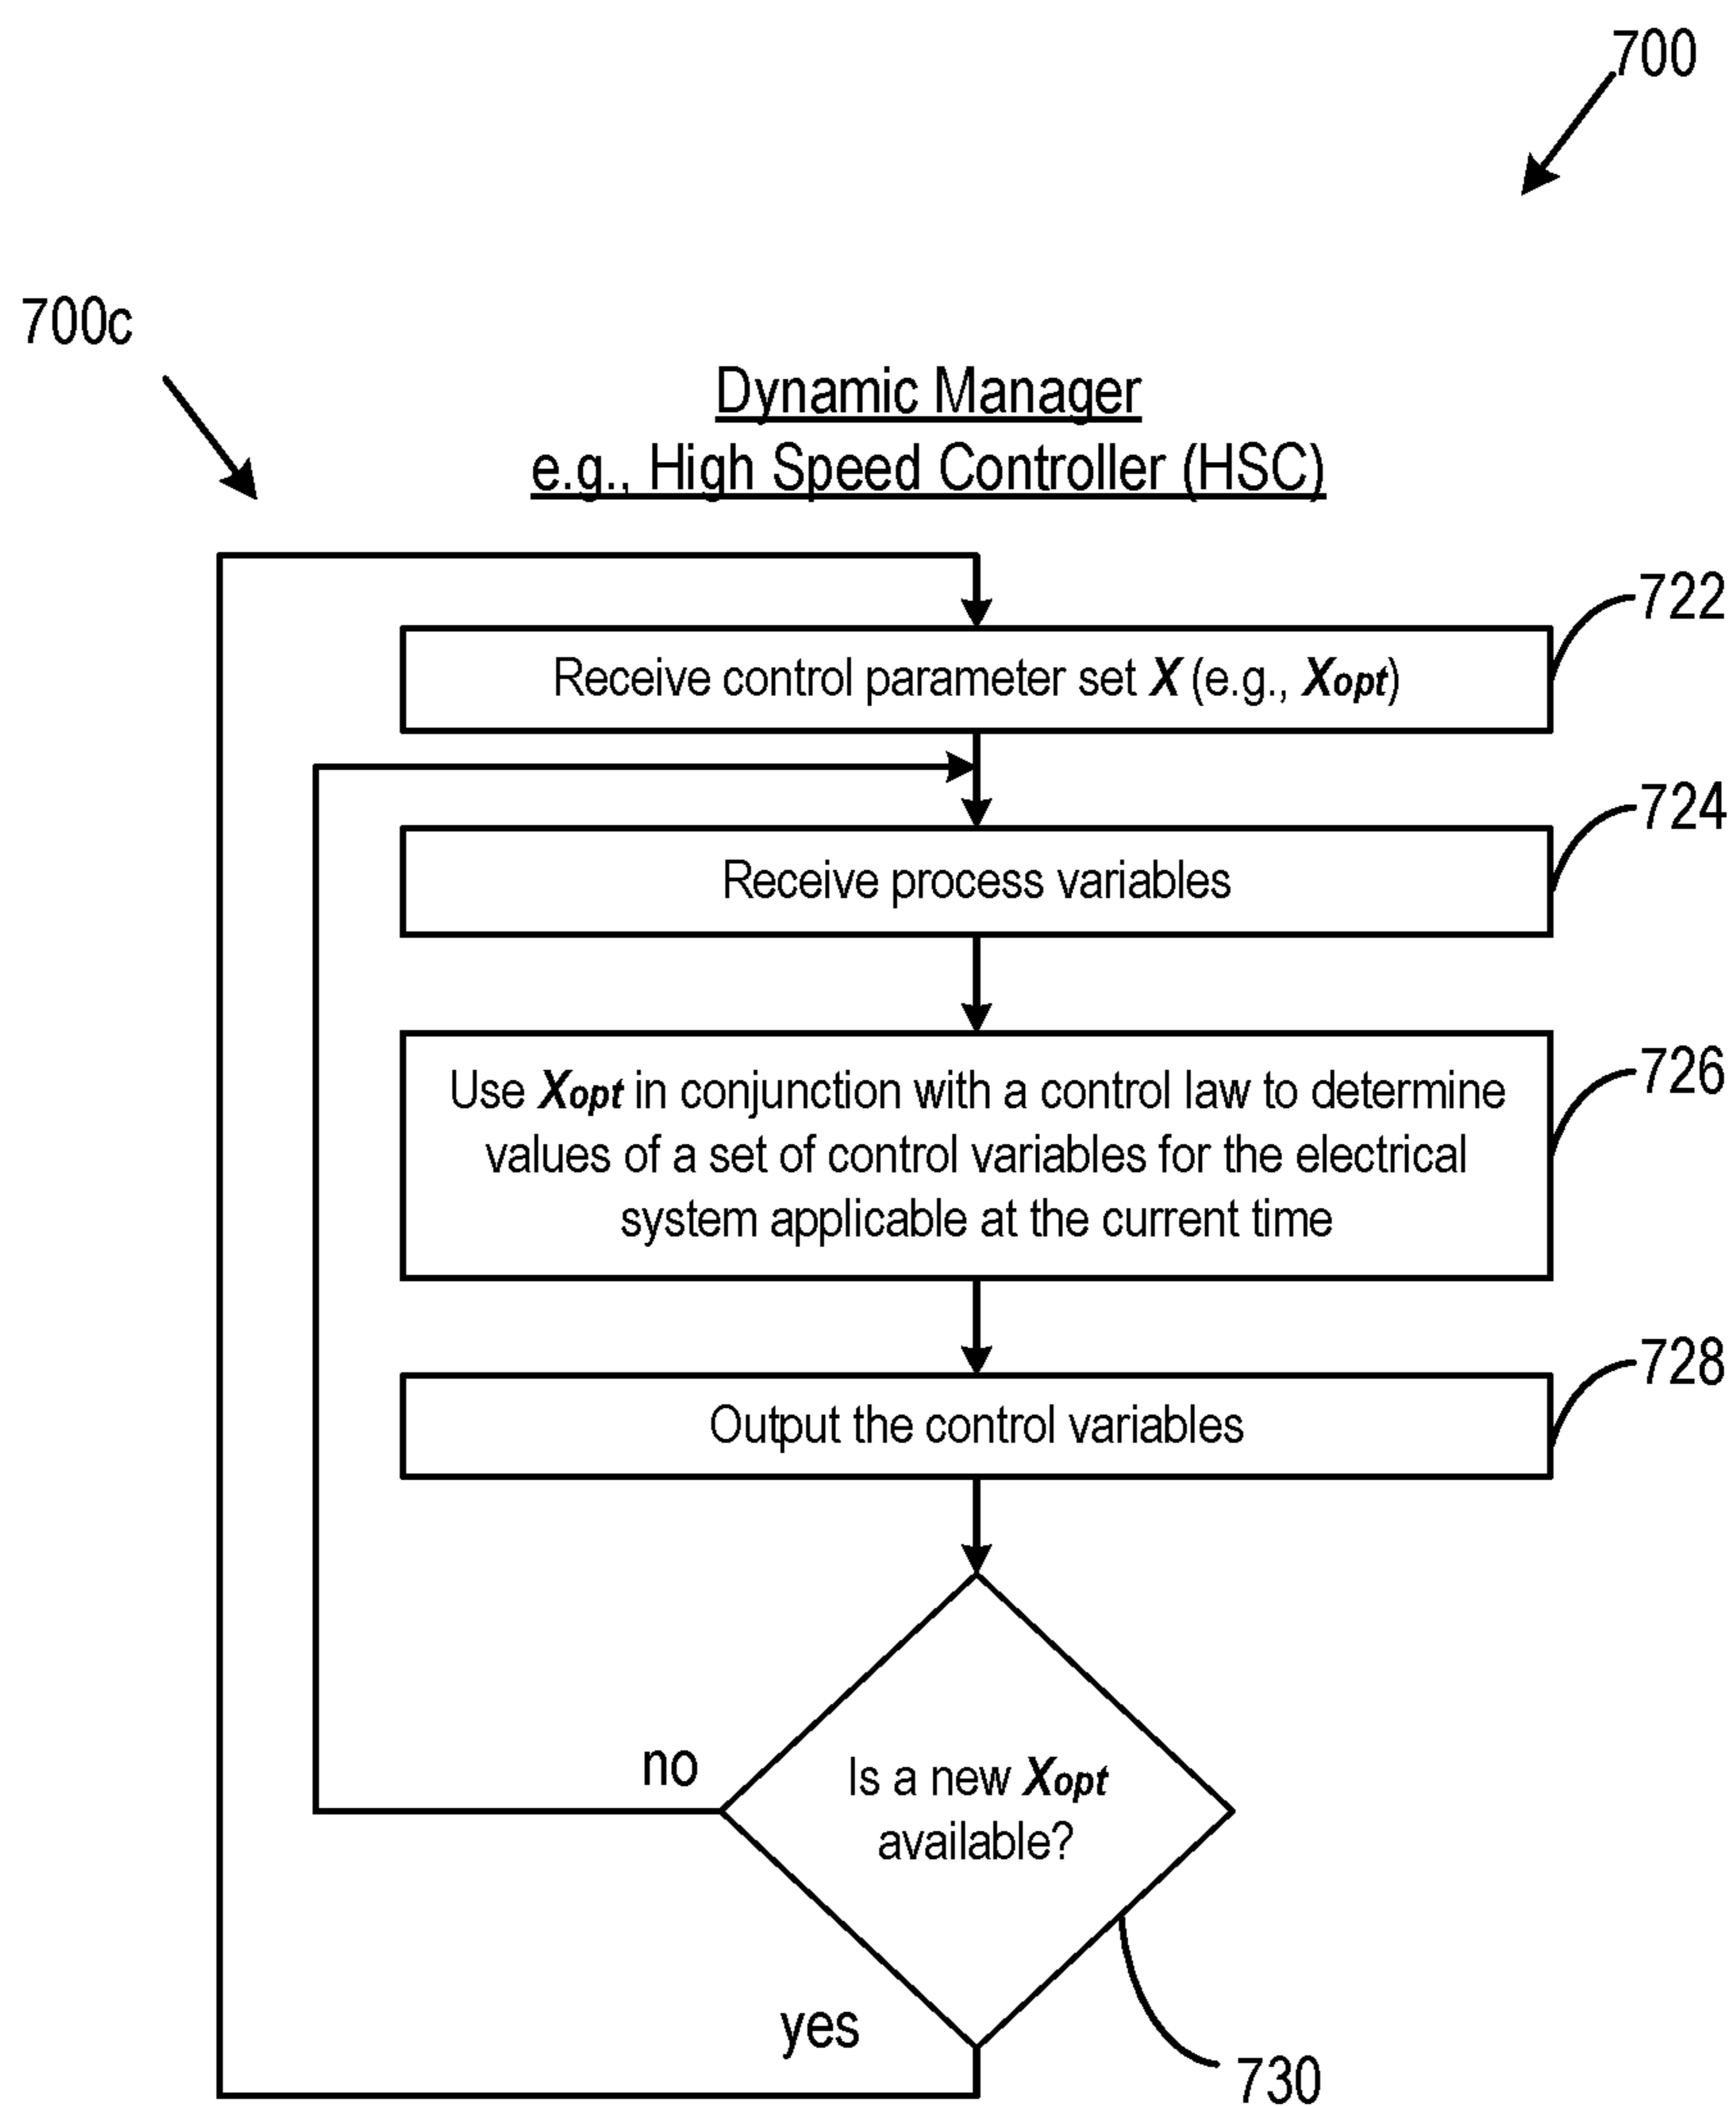 700
700c
Dynamic Manager
e.g., High Speed Controller (HSC)
722
Receive control parameter set X (e.g., Xopt)
724
Receive process variables
726
Use Xopt in conjunction with a control law to determine
values of a set of control variables for the electrical
system applicable at the current time
728
Output the control variables
no
Is a new Xopt
available?
yes
730